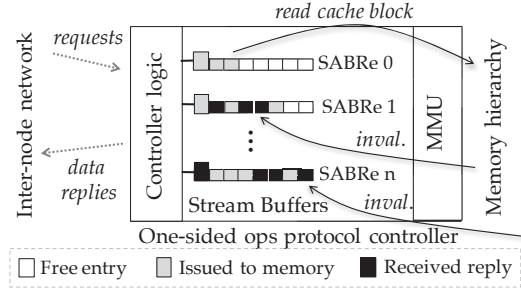 read cache block
requests
SABRe 0
SABRe 1
inval.
data
replies
SABRe n
inval.
Stream Buffers
Inter-node network
Controller logic
MMU
Memory hierarchy
One-sided ops protocol controller
Free entry
Issued to memory
Received reply